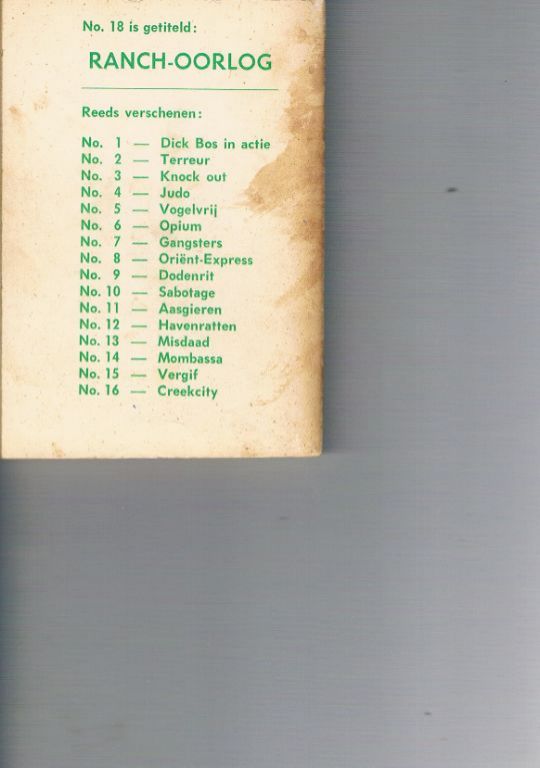 No. 18 is getiteld:
RANCH-OORLOG
Reeds verschenen:
No. 1 — Dick Bos in actie
No. 2 — Terreur
No. 3 — Knock out
No. 4 — Judo
No. 5 — Vogelvrij
No. 6 — Opium
No. 7 — Gangsters
No. 8 — Oriënt-Express
No. 9 — Dodenrit
No. 10 — Sabotage
No. 11 — Aasgieren
No. 12 — Havenratten
No. 13 — Misdaad
No. 14 — Mombassa
No. 15 — Vergif
No. 16 — Creekcity